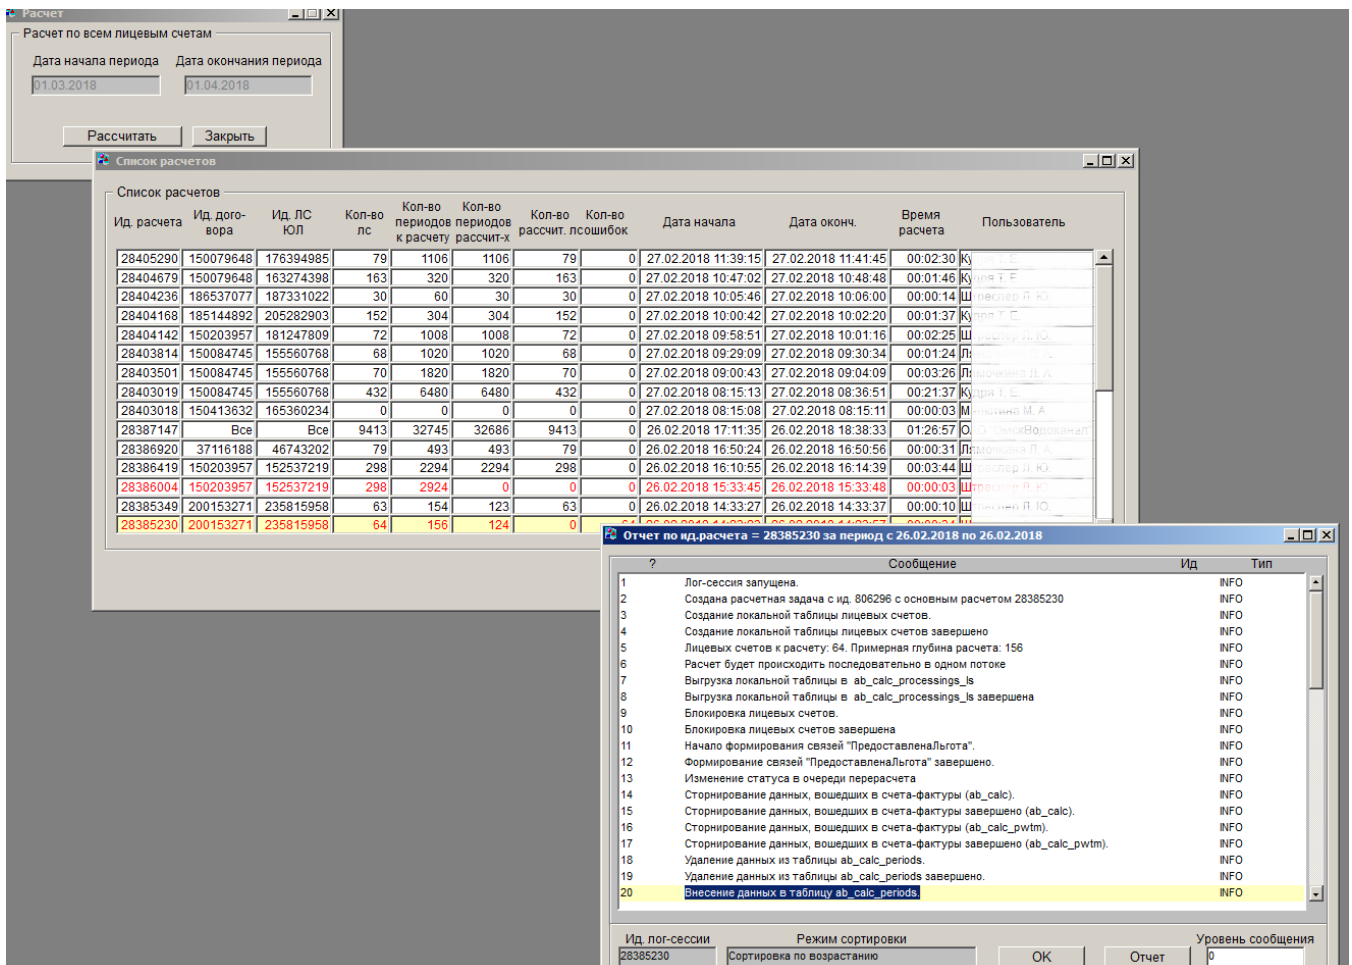 Расчет
Расчет по всем лицевым счетам
Дата начала периода Дата окончания периода
01.03.2018 01.04.2018
Рассчитать Закрыть
Список расчетов
Список расчетов
Ид. расчета Ид. дого-вора Ид. ЛС ЮЛ Кол-во лс Кол-во периодов к расчету Кол-во периодов рассчит-х Кол-во рассчит. лс Кол-во ошибок Дата начала Дата оконч. Время расчета Пользователь
28405290 150079648 176394985 79 1106 1106 79 0 27.02.2018 11:39:15 27.02.2018 11:41:45 00:02:30
28404679 150079648 163274398 163 320 320 163 0 27.02.2018 10:47:02 27.02.2018 10:48:48 00:01:46
28404236 186537077 187331022 30 60 30 30 0 27.02.2018 10:05:46 27.02.2018 10:06:00 00:00:14
28404168 185144892 205282903 152 304 304 152 0 27.02.2018 10:00:42 27.02.2018 10:02:20 00:01:37
28404142 150203957 181247809 72 1008 1008 72 0 27.02.2018 09:58:51 27.02.2018 10:01:16 00:02:25
28403814 150084745 155560768 68 1020 1020 68 0 27.02.2018 09:29:09 27.02.2018 09:30:34 00:01:24
28403501 150084745 155560768 70 1820 1820 70 0 27.02.2018 09:00:43 27.02.2018 09:04:09 00:03:26
28403019 150084745 155560768 432 6480 6480 432 0 27.02.2018 08:15:13 27.02.2018 08:36:51 00:21:37
28403018 150413632 165360234 0 0 0 0 0 27.02.2018 08:15:08 27.02.2018 08:15:11 00:00:03
28387147 Все Все 9413 32745 32686 9413 0 26.02.2018 17:11:35 26.02.2018 18:38:33 01:26:57
28386920 37116188 46743202 79 493 493 79 0 26.02.2018 16:50:24 26.02.2018 16:50:56 00:00:31
28386419 150203957 152537219 298 2294 2294 298 0 26.02.2018 16:10:55 26.02.2018 16:14:39 00:03:44
28386004 150203957 152537219 298 2924 0 0 0 26.02.2018 15:33:45 26.02.2018 15:33:48 00:00:03
28385349 200153271 235815958 63 154 123 63 0 26.02.2018 14:33:27 26.02.2018 14:33:37 00:00:10
28385230 200153271 235815958 64 156 124 0
Отчет по ид.расчета = 28385230 за период с 26.02.2018 по 26.02.2018
? Сообщение Ид Тип
1 Лог-сессия запущена. INFO
2 Создана расчетная задача с ид. 806296 с основным расчетом 28385230 INFO
3 Создание локальной таблицы лицевых счетов. INFO
4 Создание локальной таблицы лицевых счетов завершено INFO
5 Лицевых счетов к расчету: 64. Примерная глубина расчета: 156 INFO
6 Расчет будет происходить последовательно в одном потоке INFO
7 Выгрузка локальной таблицы в ab_calc_processings_ls INFO
8 Выгрузка локальной таблицы в ab_calc_processings_ls завершена INFO
9 Блокировка лицевых счетов. INFO
10 Блокировка лицевых счетов завершена INFO
11 Начало формирования связей "ПредоставленаЛьгота". INFO
12 Формирование связей "ПредоставленаЛьгота" завершено. INFO
13 Изменение статуса в очереди перерасчета INFO
14 Сторнирование данных, вошедших в счета-фактуры (ab_calc). INFO
15 Сторнирование данных, вошедших в счета-фактуры завершено (ab_calc). INFO
16 Сторнирование данных, вошедших в счета-фактуры (ab_calc_pwtm). INFO
17 Сторнирование данных, вошедших в счета-фактуры завершено (ab_calc_pwtm). INFO
18 Удаление данных из таблицы ab_calc_periods. INFO
19 Удаление данных из таблицы ab_calc_periods завершено. INFO
20 Внесение данных в таблицу ab_calc_periods. INFO
Ид. лог-сессии Режим сортировки Уровень сообщения
28385230 Сортировка по возрастанию OK Отчет 0